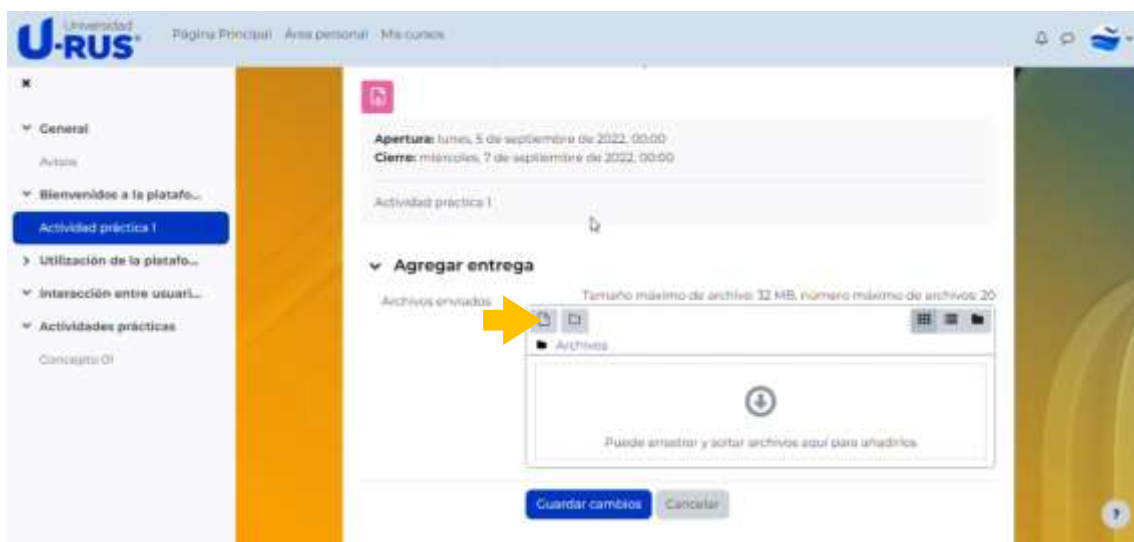 Universidad
U-RUS
Página Principal Área personal Mis cursos
General
Avisos
Bienvenidos a la platafo...
Actividad práctica 1
Utilización de la platafo...
Interacción entre usuari...
Actividades prácticas
Concepto 01
Apertura: lunes, 5 de septiembre de 2022, 00:00
Cierre: miércoles, 7 de septiembre de 2022, 00:00
Actividad práctica 1
Agregar entrega
Archivos enviados
Tamaño máximo de archivo: 32 MB, número máximo de archivos: 20
Archivos
Puede arrastrar y soltar archivos aquí para añadirlos
Guardar cambios
Cancelar
?